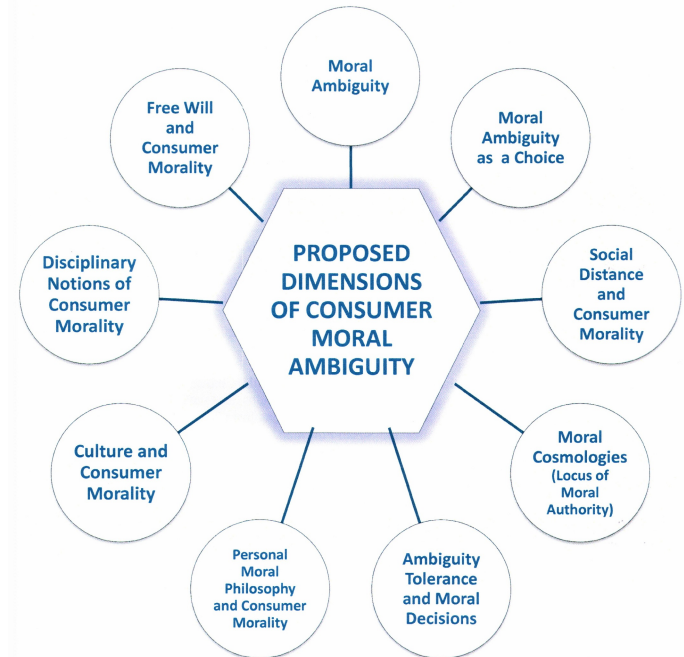 Moral
Ambiguity
Moral
Ambiguity
as a Choice
Social
Distance
and
Consumer
Morality
Moral
Cosmologies
(Locus of
Moral
Authority)
Ambiguity
Tolerance
and Moral
Decisions
Personal
Moral
Philosophy
and Consumer
Morality
Culture and
Consumer
Morality
Disciplinary
Notions of
Consumer
Morality
Free Will
and
Consumer
Morality
PROPOSED
DIMENSIONS
OF CONSUMER
MORAL
AMBIGUITY